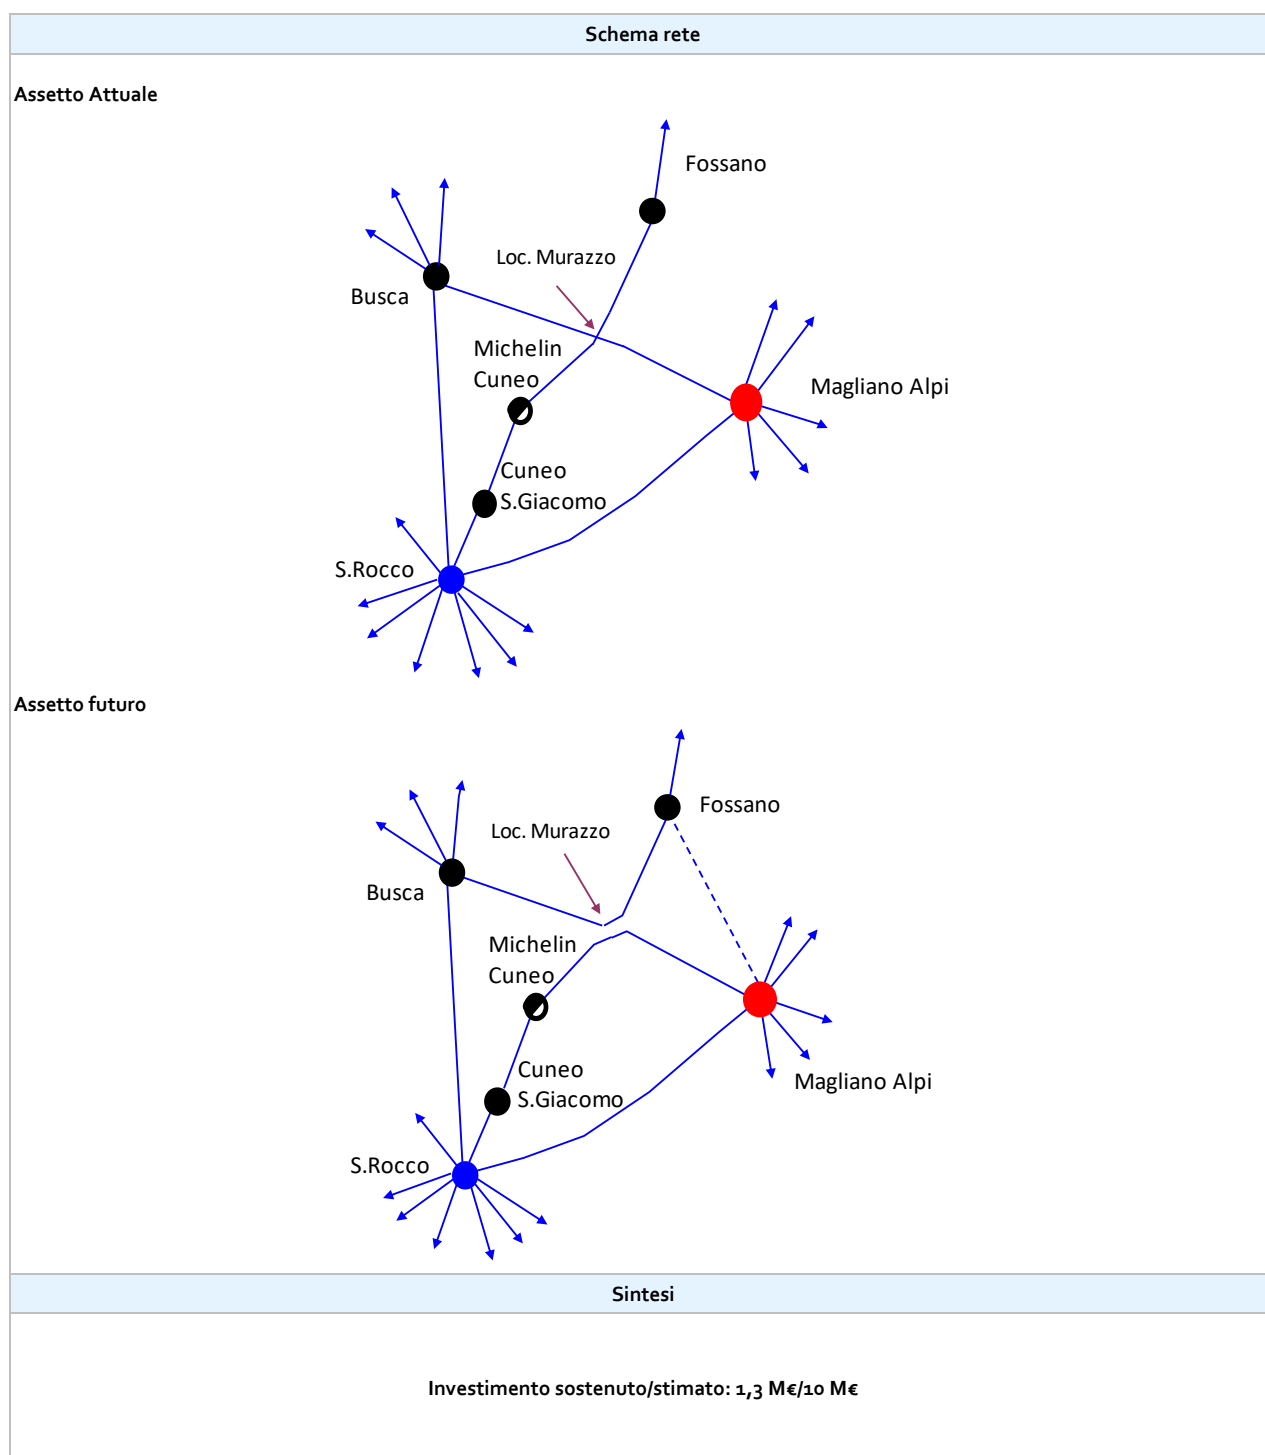 Schema rete
Assetto Attuale
Fossano
Loc. Murazzo
Busca
Michelin
Cuneo
Magliano Alpi
Cuneo
S.Giacomo
S.Rocco
Assetto futuro
Fossano
Loc. Murazzo
Busca
Michelin
Cuneo
Cuneo
S.Giacomo
Magliano Alpi
S.Rocco
Sintesi
Investimento sostenuto/stimato: 1,3 M€/10 M€